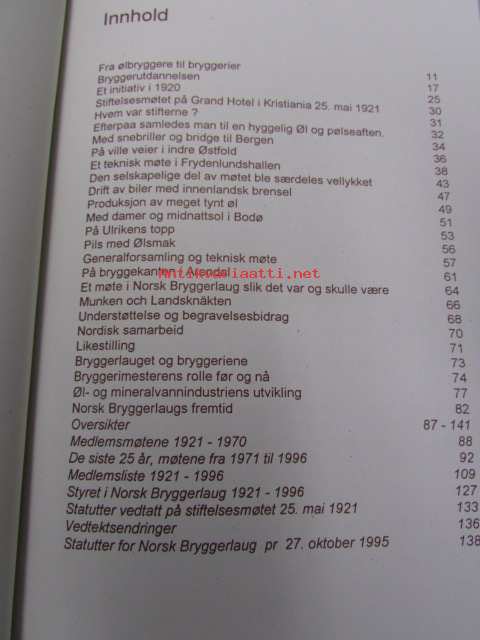 Innhold
Fra ølbryggere til bryggerier 11
Bryggerutdannelsen 17
Et initiativ i 1920 25
Stiftelsesmøtet på Grand Hotel i Kristiania 25. mai 1921 30
Hvem var stifterne ? 31
Efterpaa samledes man til en hyggelig Øl og pølseaften. 32
Med snebriller og bridge til Bergen 34
På ville veier i indre Østfold 36
Et teknisk møte i Frydenlundshallen 38
Den selskapelige del av møtet ble særdeles vellykket 43
Drift av biler med innenlandsk brensel 47
Produksjon av meget tynt øl 49
Med damer og midnattsol i Bodø 51
På Ulrikens topp 53
Pils med Ølsmak 56
Generalforsamling og teknisk møte 57
På bryggekanten i Arendal 61
Antikvariaatti.net
Et møte i Norsk Bryggerlaug slik det var og skulle være 64
Munken og Landsknäkten 66
Understøttelse og begravelsesbidrag 68
Nordisk samarbeid 70
Likestilling 71
Bryggerlauget og bryggeriene 73
Bryggerimesterens rolle før og nå 74
Øl- og mineralvannindustriens utvikling 77
Norsk Bryggerlaugs fremtid 82
Oversikter 87 - 141
Medlemsmøtene 1921 - 1970 88
De siste 25 år, møtene fra 1971 til 1996 92
Medlemsliste 1921 - 1996 109
Styret i Norsk Bryggerlaug 1921 - 1996 127
Statutter vedtatt på stiftelsesmøtet 25. mai 1921 133
Vedtektsendringer 136
Statutter for Norsk Bryggerlaug pr 27. oktober 1995 138